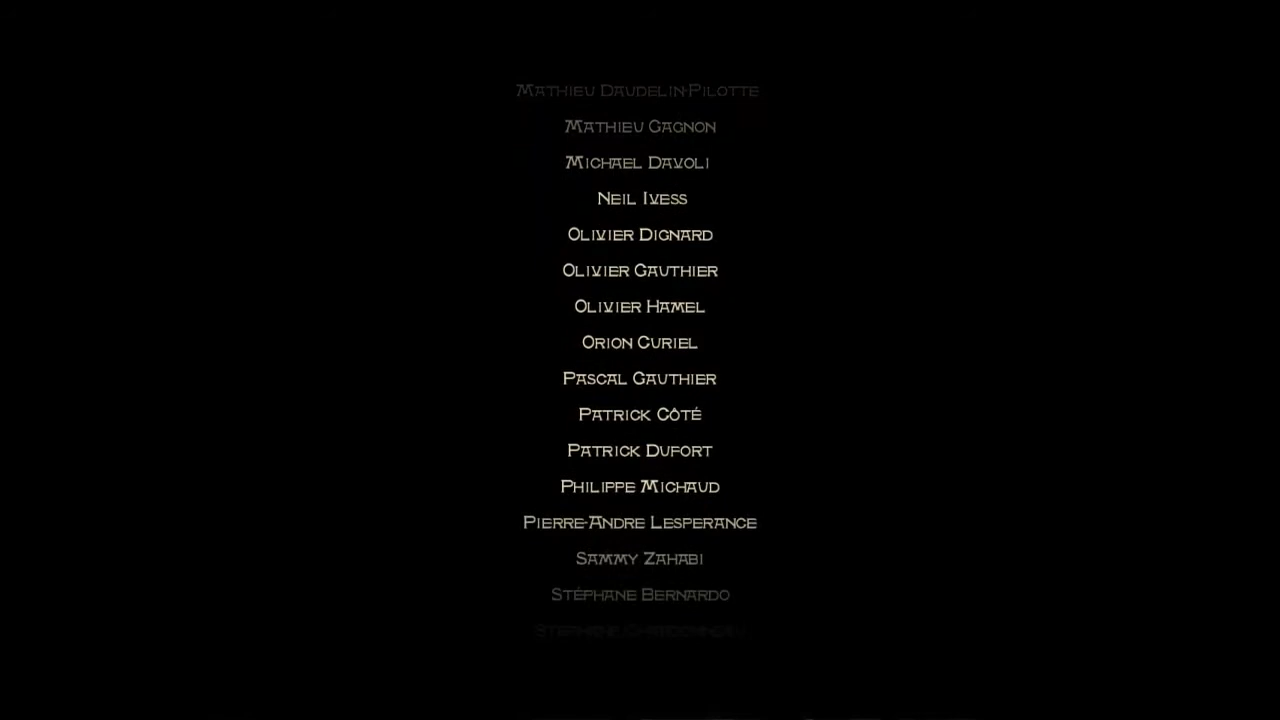 Mathieu Daudelin-Pilotte
Mathieu Gagnon
Michael Davoli
Neil Ivess
Olivier Dignard
Olivier Gauthier
Olivier Hamel
Orion Curiel
Pascal Gauthier
Patrick Côté
Patrick Dufort
Philippe Michaud
Pierre-Andre Lesperance
Sammy Zahabi
Stéphane Bernardo